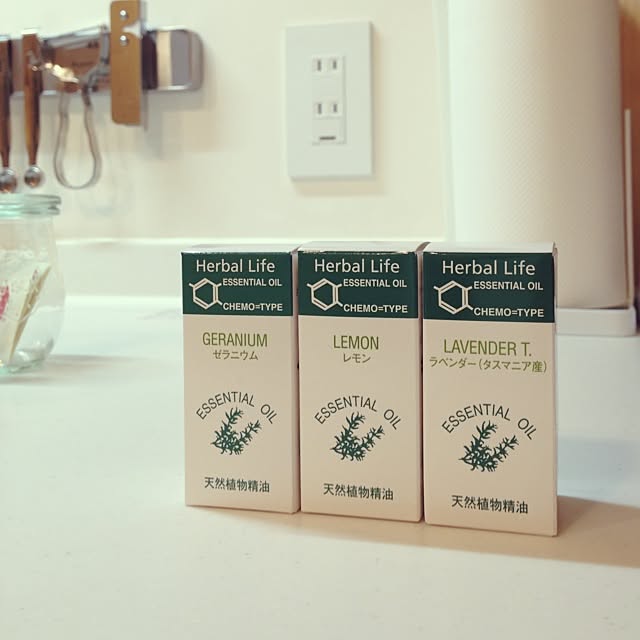 Herbal Life
ESSENTIAL OIL
CHEMO=TYPE
GERANIUM
ゼラニウム
ESSENTIAL OIL
天然植物精油
Herbal Life
ESSENTIAL OIL
CHEMO=TYPE
LEMON
レモン
ESSENTIAL OIL
天然植物精油
Herbal Life
ESSENTIAL OIL
CHEMO=TYPE
LAVENDER T.
ラベンダー(タスマニア産)
ESSENTIAL OIL
天然植物精油